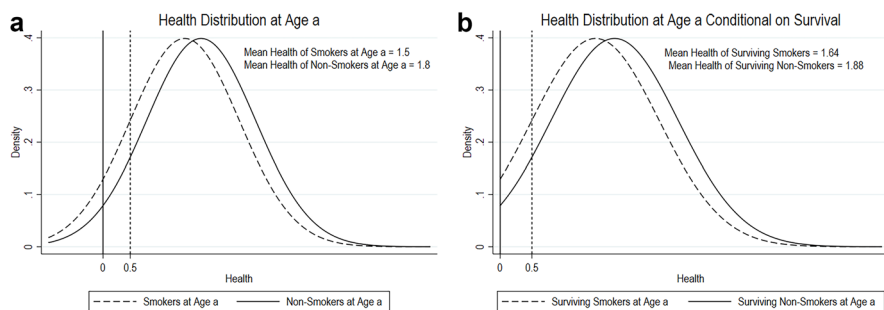 a
Health Distribution at Age a
Mean Health of Smokers at Age a = 1.5
Mean Health of Non-Smokers at Age a = 1.8
Density
.4
.3
.2
.1
0
0
0.5
Health
Smokers at Age a
Non-Smokers at Age a
b
Health Distribution at Age a Conditional on Survival
Mean Health of Surviving Smokers = 1.64
Mean Health of Surviving Non-Smokers = 1.88
Density
.4
.3
.2
.1
0
0
0.5
Health
Surviving Smokers at Age a
Surviving Non-Smokers at Age a